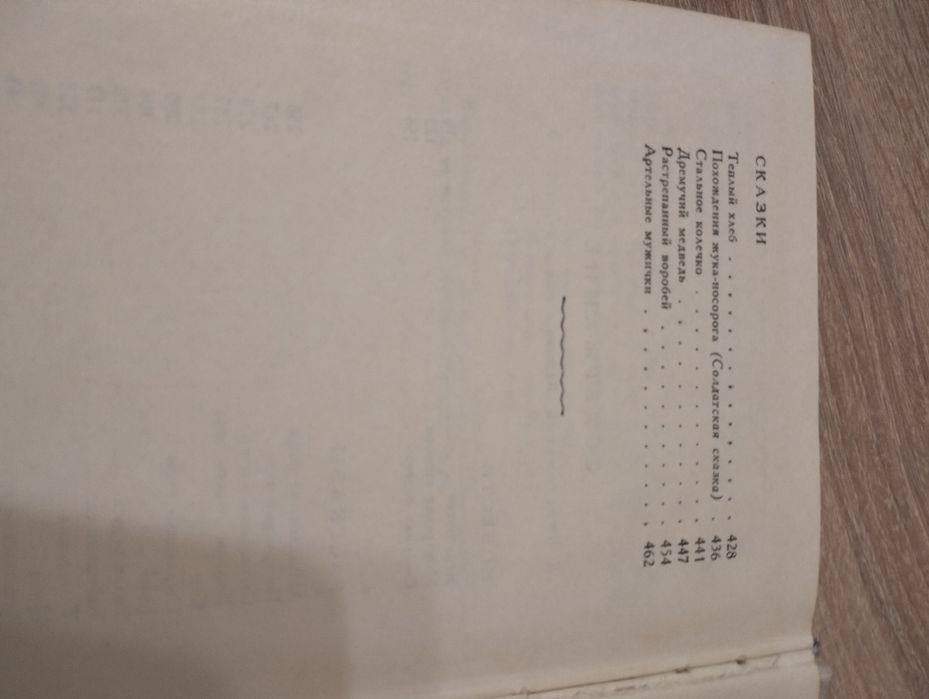 СКАЗКИ
Теплый хлеб . . . . . . . . . . . . . 428
Похождения жука-носорога (Солдатская сказка) . 436
Стальное колечко . . . . . . . . . . . 441
Дремучий медведь . . . . . . . . . . . 447
Растрепанный воробей . . . . . . . . . 454
Артельные мужички . . . . . . . . . . 462